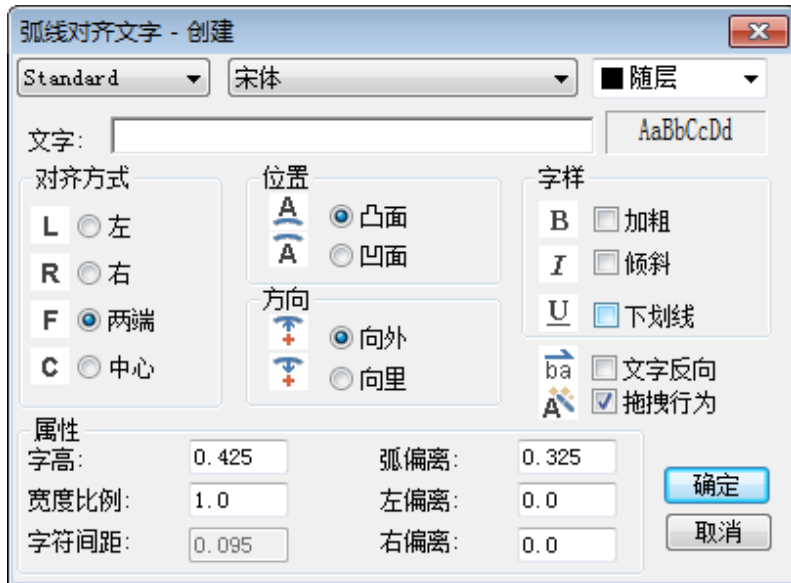 弧线对齐文字 - 创建
Standard 宋体 随层
文字: AaBbCcDd
对齐方式 位置 字样
L 左 A 凸面 B 加粗
R 右 A 凹面 I 倾斜
F 两端 方向 U 下划线
向外
C 中心 向里 ba 文字反向
A 拖拽行为
属性
字高: 0.425 弧偏离: 0.325
宽度比例: 1.0 左偏离: 0.0 确定
字符间距: 0.095 右偏离: 0.0 取消